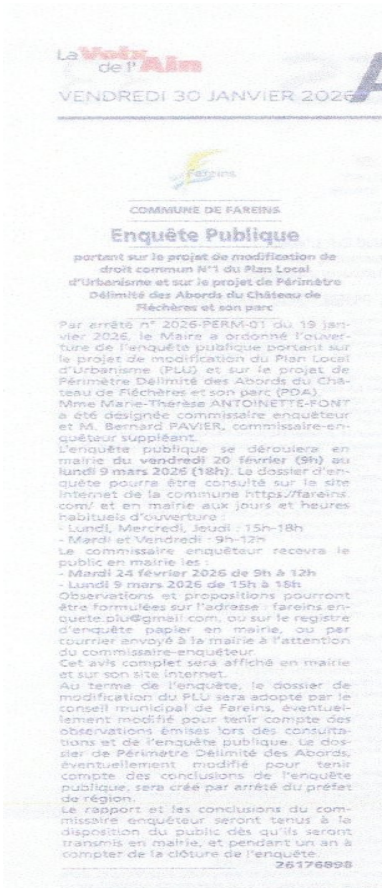 La Voix
de l'Ain
VENDREDI 30 JANVIER 2026
Fareins
COMMUNE DE FAREINS
Enquête Publique
portant sur le projet de modification de
droit commun N°1 du Plan Local
d'Urbanisme et sur le projet de Périmètre
Délimité des Abords du Château de
Fléchères et son parc
Par arrêté n° 2026-PERM-01 du 19 jan-
vier 2026, le Maire a ordonné l'ouver-
ture de l'enquête publique portant sur
le projet de modification du Plan Local
d'Urbanisme (PLU) et sur le projet de
Périmètre Délimité des Abords du Châ-
teau de Fléchères et son parc (PDA).
Mme Marie-Thérèse ANTOINETTE-FONT
a été désignée commissaire enquêteur
et M. Bernard PAVIER, commissaire-en-
quêteur suppléant.
L'enquête publique se déroulera en
mairie du vendredi 20 février (9h) au
lundi 9 mars 2026 (18h). Le dossier d'en-
quête pourra être consulté sur le site
internet de la commune https://fareins.
com/ et en mairie aux jours et heures
habituels d'ouverture :
- Lundi, Mercredi, Jeudi : 15h-18h
- Mardi et Vendredi : 9h-12h
Le commissaire enquêteur recevra le
public en mairie les :
- Mardi 24 février 2026 de 9h à 12h
- Lundi 9 mars 2026 de 15h à 18h
Observations et propositions pourront
être formulées sur l'adresse : fareins.en-
quete.plu@gmail.com, ou sur le registre
d'enquête papier en mairie, ou par
courrier envoyé à la mairie à l'attention
du commissaire-enquêteur.
Cet avis complet sera affiché en mairie
et sur son site internet.
Au terme de l'enquête, le dossier de
modification du PLU sera adopté par le
conseil municipal de Fareins, éventuel-
lement modifié pour tenir compte des
observations émises lors des consulta-
tions et de l'enquête publique. Le dos-
sier de Périmètre Délimité des Abords,
éventuellement modifié pour tenir
compte des conclusions de l'enquête
publique, sera créé par arrêté du préfet
de région.
Le rapport et les conclusions du com-
missaire enquêteur seront tenus à la
disposition du public dès qu'ils seront
transmis en mairie, et pendant un an à
compter de la clôture de l'enquête.
26176898